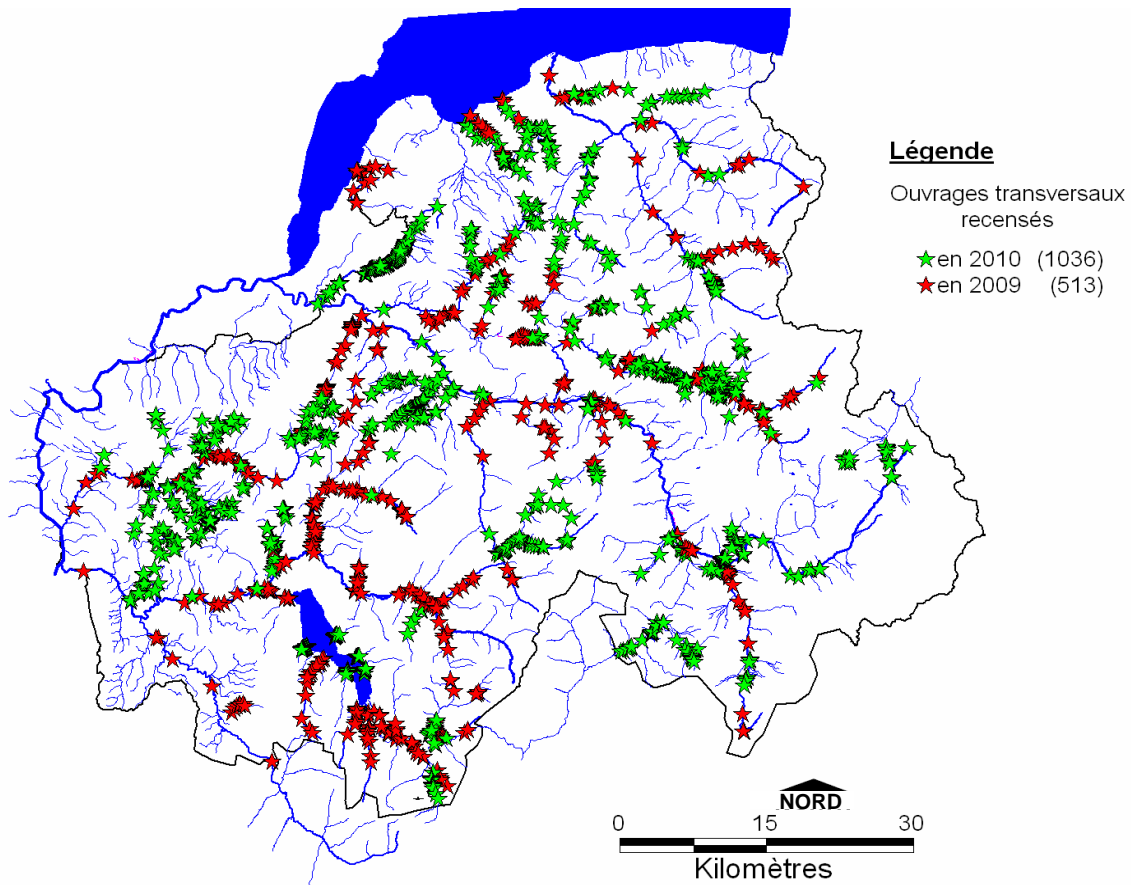 Légende
Ouvrages transversaux
recensés
en 2010 (1036)
en 2009 (513)
NORD
0 15 30
Kilomètres